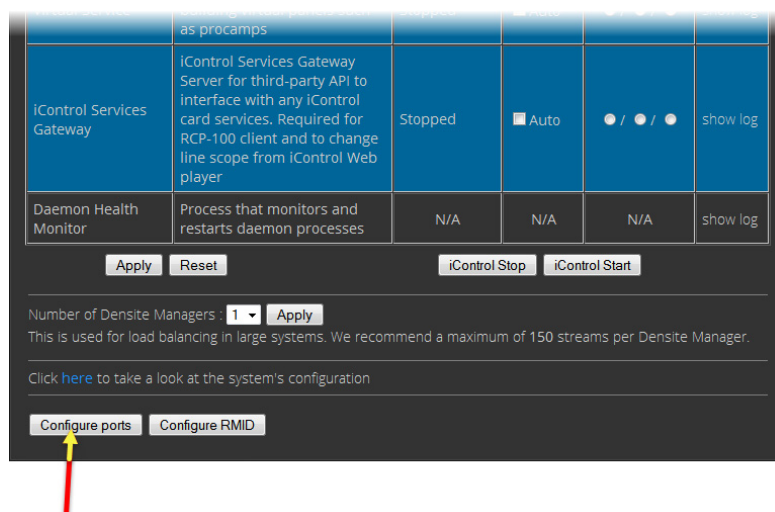 as procamps
iControl Services Gateway
iControl Services Gateway Server for third-party API to interface with any iControl card services. Required for RCP-100 client and to change line scope from iControl Web player
Stopped
Auto
/ /
show log
Daemon Health Monitor
Process that monitors and restarts daemon processes
N/A
N/A
N/A
show log
Apply Reset iControl Stop iControl Start
Number of Densite Managers : 1 Apply
This is used for load balancing in large systems. We recommend a maximum of 150 streams per Densite Manager.
Click here to take a look at the system's configuration
Configure ports Configure RMID